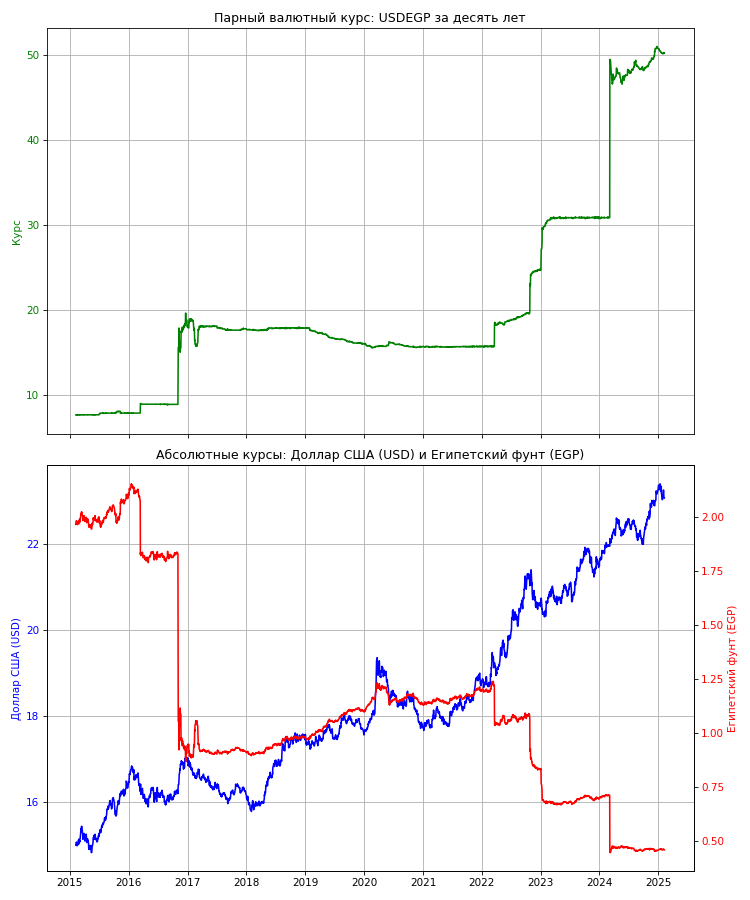 Парный валютный курс: USDEGP за десять лет
50
40
30
20
10
Курс
Абсолютные курсы: Доллар США (USD) и Египетский фунт (EGP)
22
20
18
16
Доллар США (USD)
2.00
1.75
1.50
1.25
1.00
0.75
0.50
Египетский фунт (EGP)
2015 2016 2017 2018 2019 2020 2021 2022 2023 2024 2025